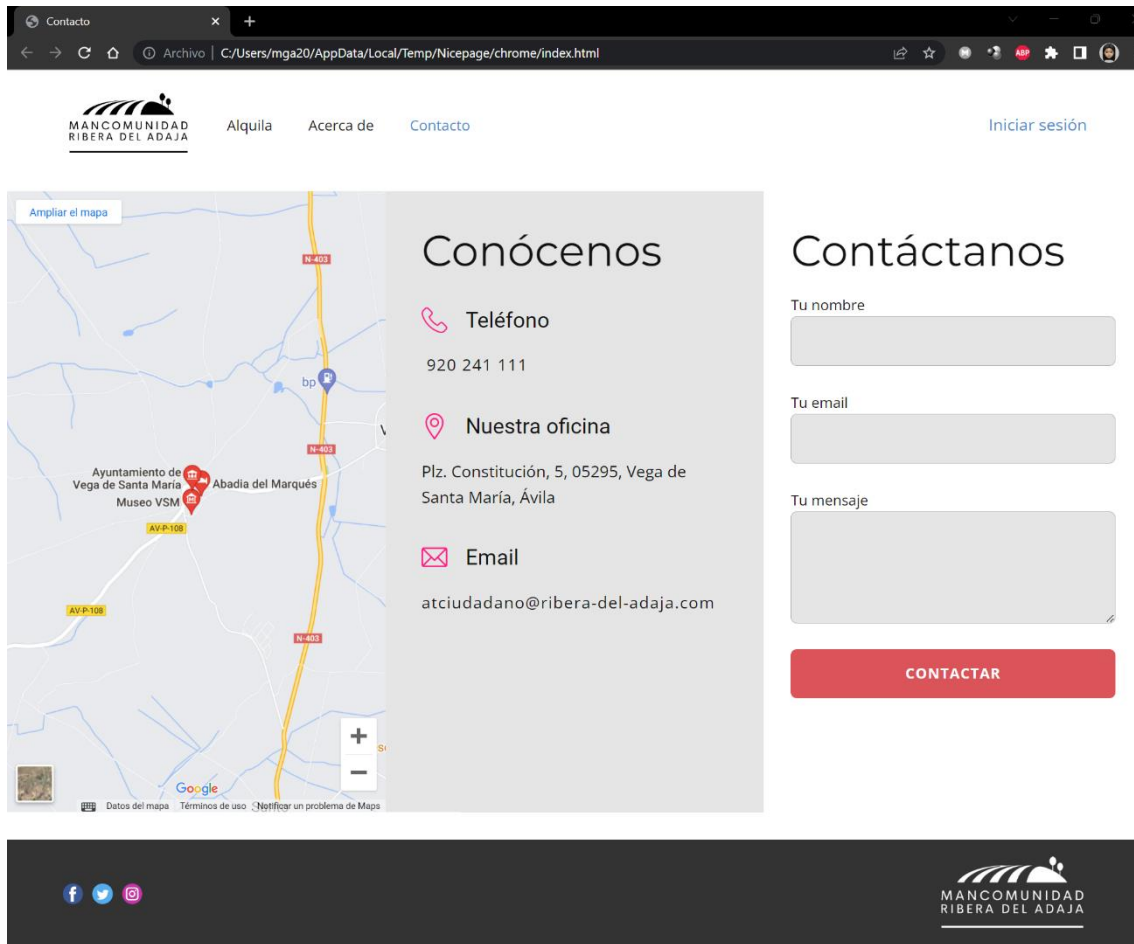 Contacto
Archivo | C:/Users/mga20/AppData/Local/Temp/Nicepage/chrome/index.html
ABP
MANCOMUNIDAD
RIBERA DEL ADAJA
Alquila
Acerca de
Contacto
Iniciar sesión
Ampliar el mapa
N-403
bp
V
N-403
Ayuntamiento de
Vega de Santa María
Abadia del Marqués
Museo VSM
AV-P-108
AV-P-108
N-403
Google
Datos del mapa
Términos de uso
Notificar un problema de Maps
Conócenos
Teléfono
920 241 111
Nuestra oficina
Plz. Constitución, 5, 05295, Vega de
Santa María, Ávila
Email
atciudadano@ribera-del-adaja.com
Contáctanos
Tu nombre
Tu email
Tu mensaje
CONTACTAR
MANCOMUNIDAD
RIBERA DEL ADAJA